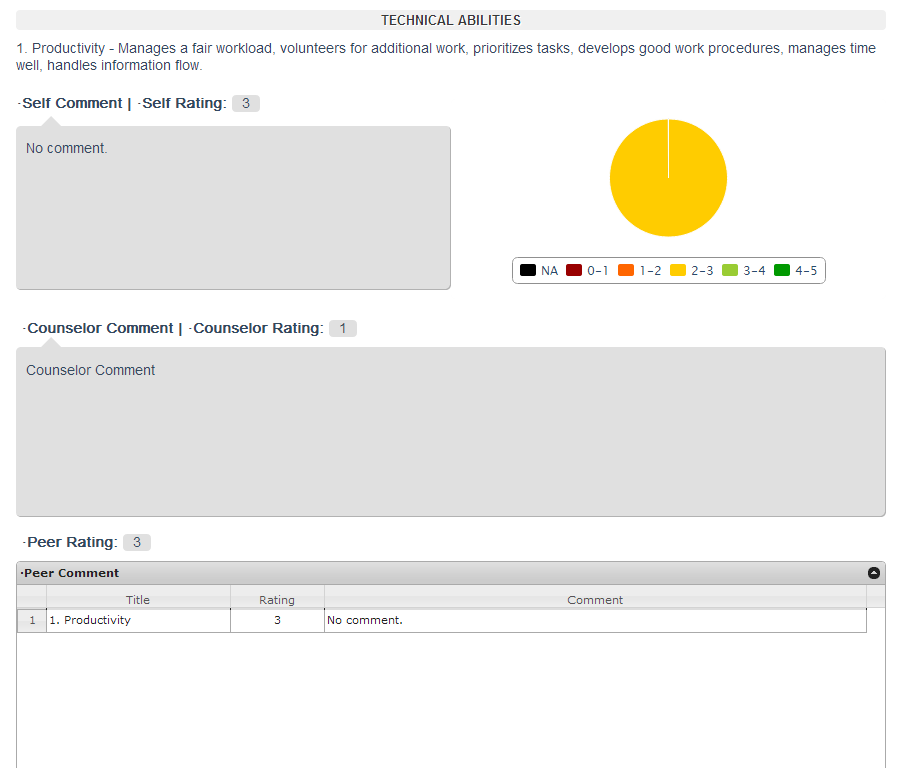 TECHNICAL ABILITIES
1. Productivity - Manages a fair workload, volunteers for additional work, prioritizes tasks, develops good work procedures, manages time
well, handles information flow.
·Self Comment | ·Self Rating: 3
No comment.
NA 0-1 1-2 2-3 3-4 4-5
·Counselor Comment | ·Counselor Rating: 1
Counselor Comment
·Peer Rating: 3
·Peer Comment
Title Rating Comment
1 1. Productivity 3 No comment.